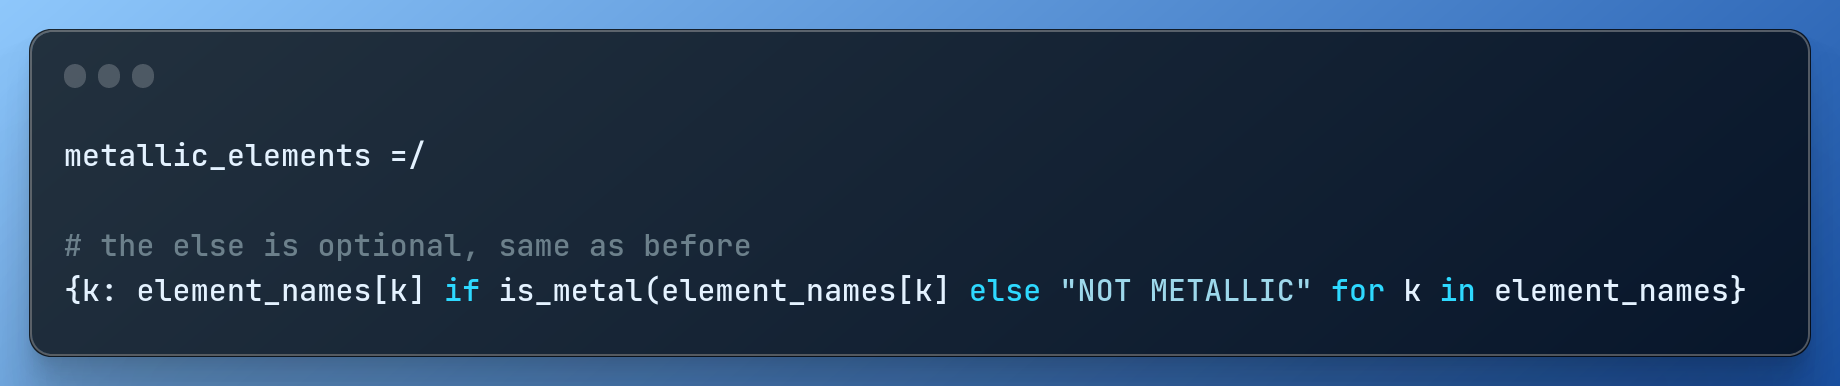 metallic_elements =/
# the else is optional, same as before
{k: element_names[k] if is_metal(element_names[k] else "NOT METALLIC" for k in element_names}